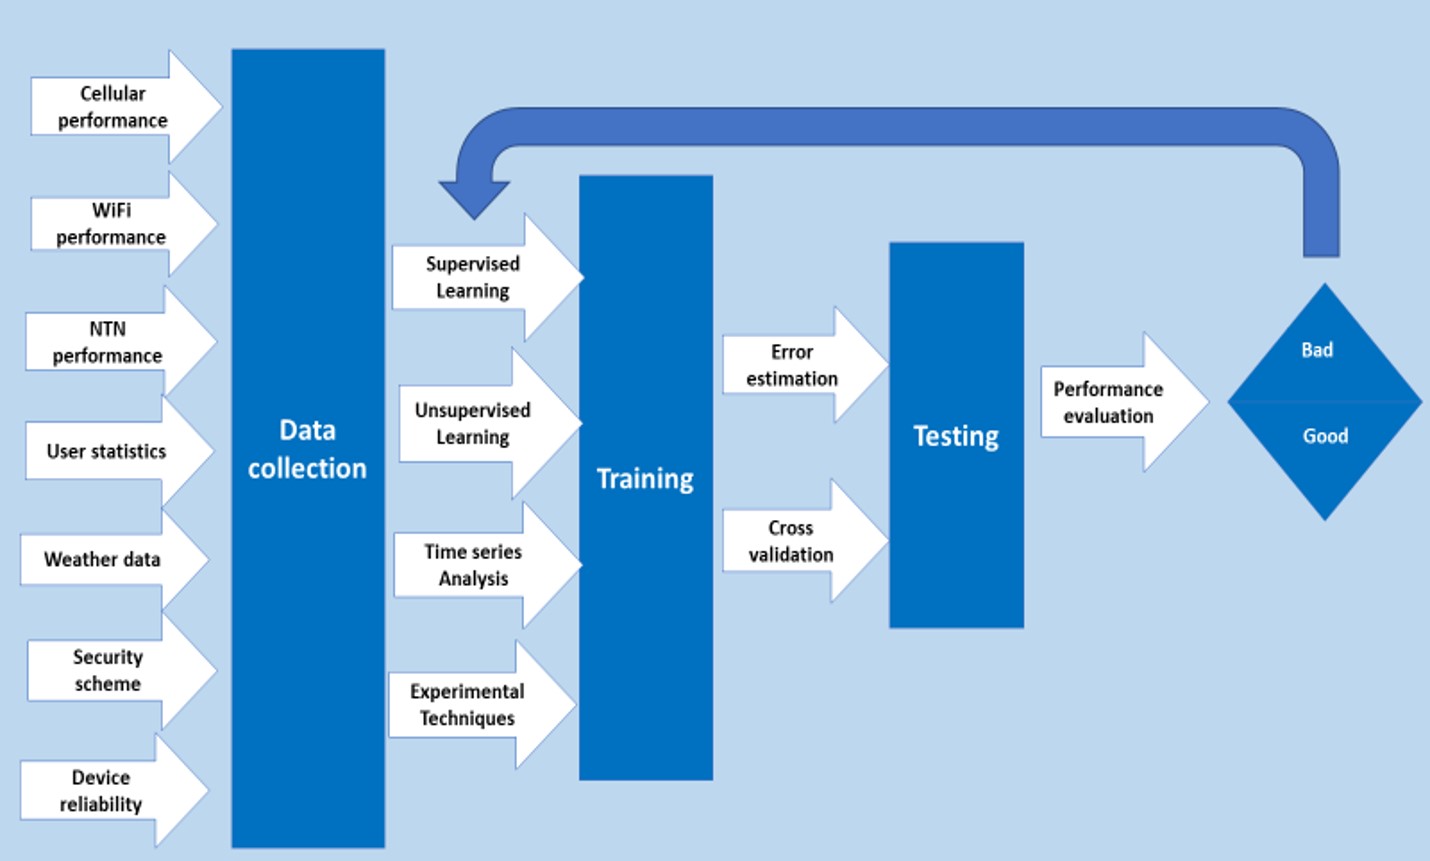 Cellular
performance
WiFi
performance
NTN
performance
User statistics
Weather data
Security
scheme
Device
reliability
Data
collection
Supervised
Learning
Unsupervised
Learning
Time series
Analysis
Experimental
Techniques
Training
Error
estimation
Cross
validation
Testing
Performance
evaluation
Bad
Good